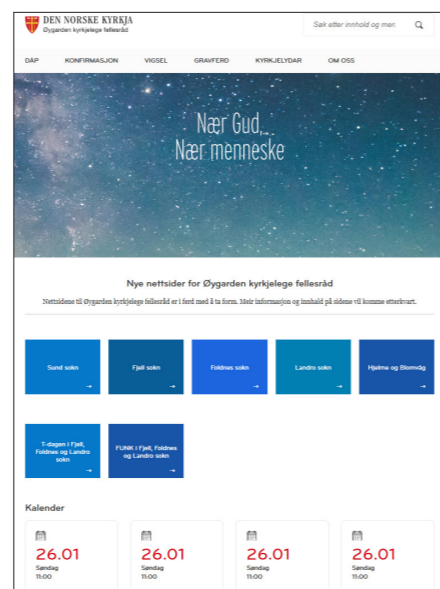 DEN NORSKE KYRKJA
Øygarden kyrkjelege fellesråd
Søk etter innhold og men
DÅP KONFIRMASJON VIGSEL GRAVFERD KYRKJELYDAR OM OSS
Nær Gud,
Nær menneske
Nye nettsider for Øygarden kyrkjelege fellesråd
Nettsidene til Øygarden kyrkjelege fellesråd er i ferd med å ta form. Meir informasjon og innhald på sidene vil komme etterkvart.
Sund sokn →
Fjell sokn →
Foldnes sokn →
Landro sokn →
Hjelme og Blomvåg →
T-dagen i Fjell,
Foldnes og Landro
sokn →
FUNK i Fjell, Foldnes
og Landro sokn →
Kalender
26.01 26.01 26.01 26.01
Søndag Søndag Søndag Søndag
11:00 11:00 11:00 11:00